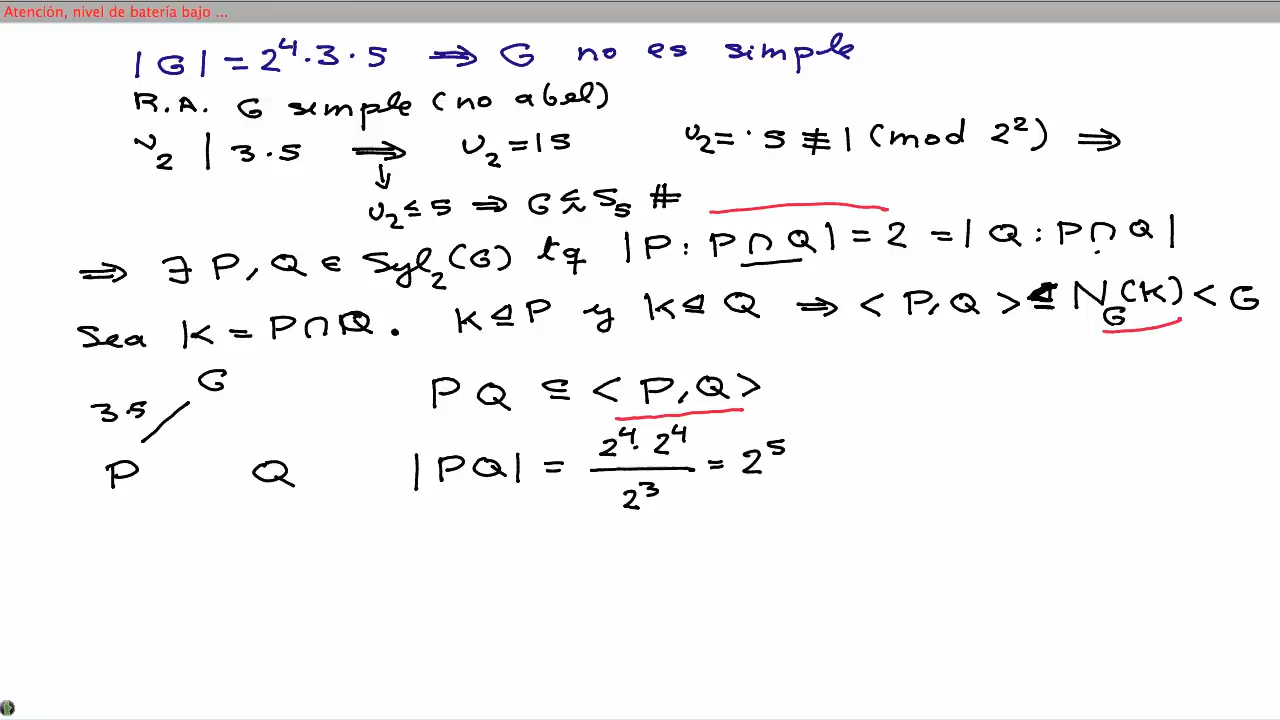 Atención, nivel de batería bajo ...
|G| = 2⁴·3·5 ⟹ G no es simple
R.A. G simple (no abel)
ν₂ | 3·5 ⟹ ν₂ = 15 ν₂ = ·5 ≢ 1 (mod 2²) ⟹
↓
ν₂ ≤ 5 ⟹ G ≲ S₅ #
⟹ ∃ P, Q ∈ Syl₂(G) tq |P : P∩Q| = 2 = |Q : P∩Q|
Sea K = P∩Q. K ⊴ P y K ⊴ Q ⟹ <P,Q> ≤ N_G(K) < G
G
3·5
P Q
PQ ⊆ <P,Q>
|PQ| = 2⁴·2⁴ / 2³ = 2⁵